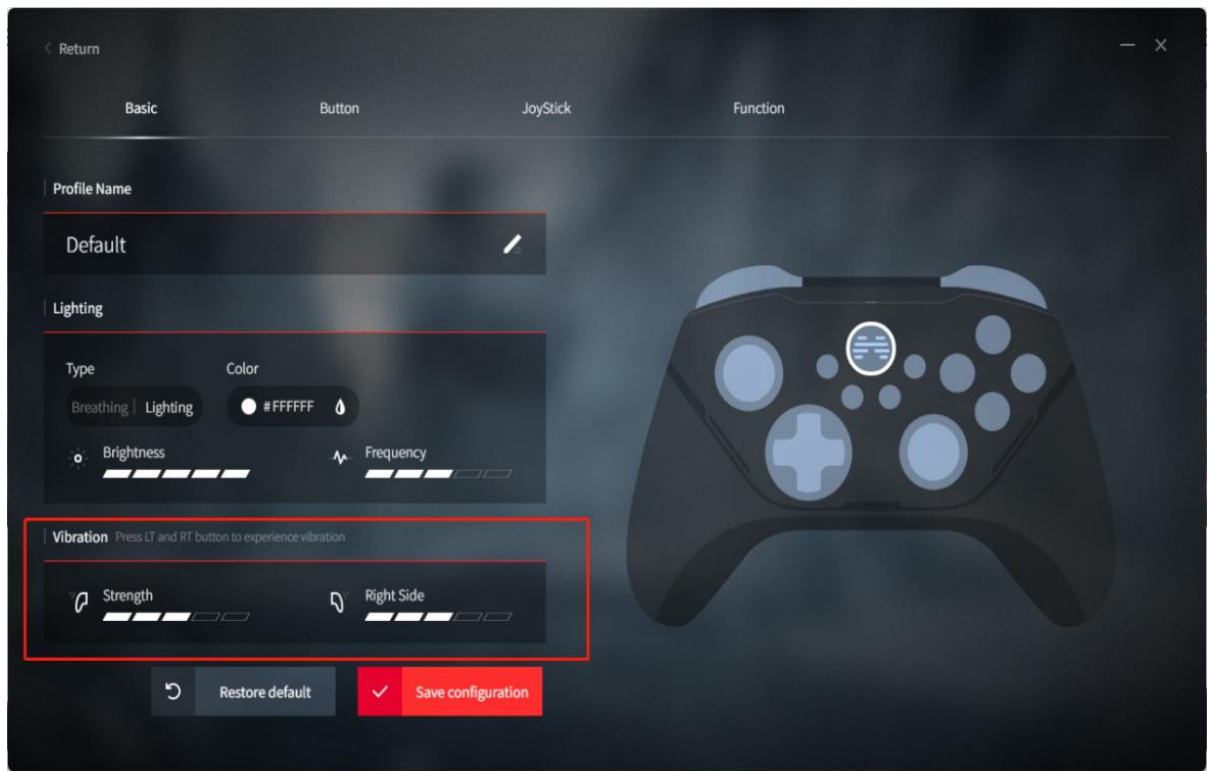 Return
Basic Button JoyStick Function
Profile Name
Default
Lighting
Type Color
Breathing | Lighting #FFFFFF
Brightness Frequency
Vibration Press LT and RT button to experience vibration
Strength Right Side
Restore default Save configuration